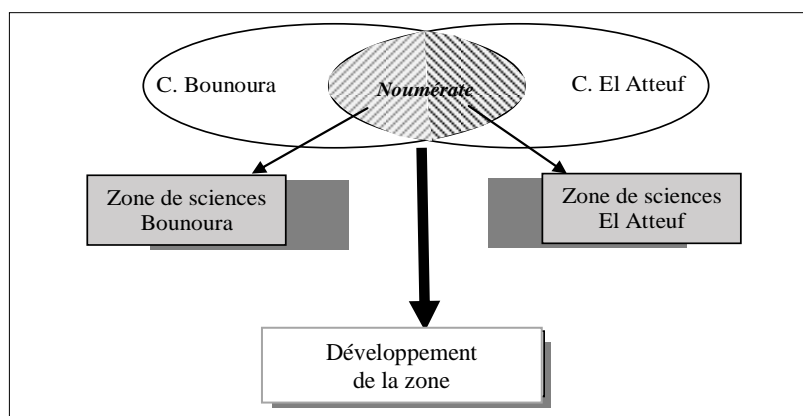 C. Bounoura
Noumérate
C. El Atteuf
Zone de sciences
Bounoura
Zone de sciences
El Atteuf
Développement
de la zone